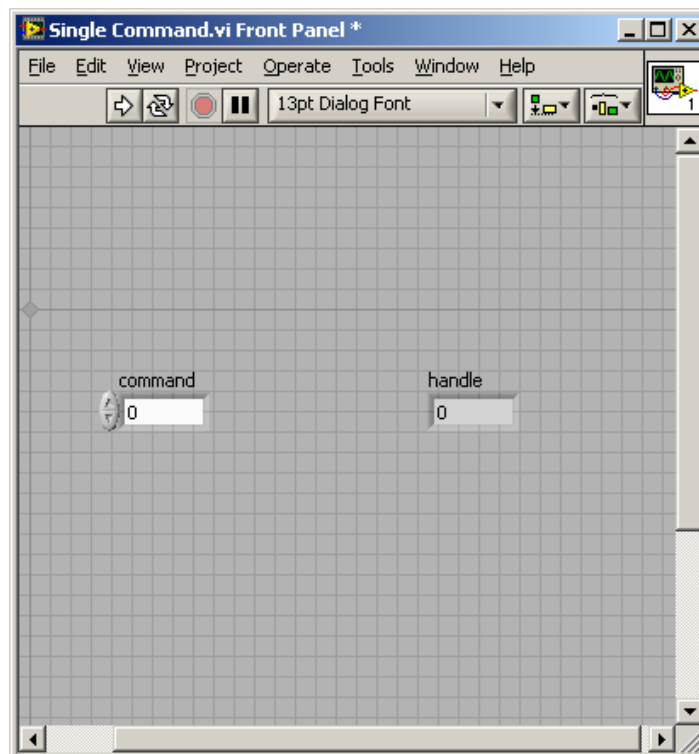 Single Command.vi Front Panel *
File Edit View Project Operate Tools Window Help
13pt Dialog Font
1
command
handle
0
0